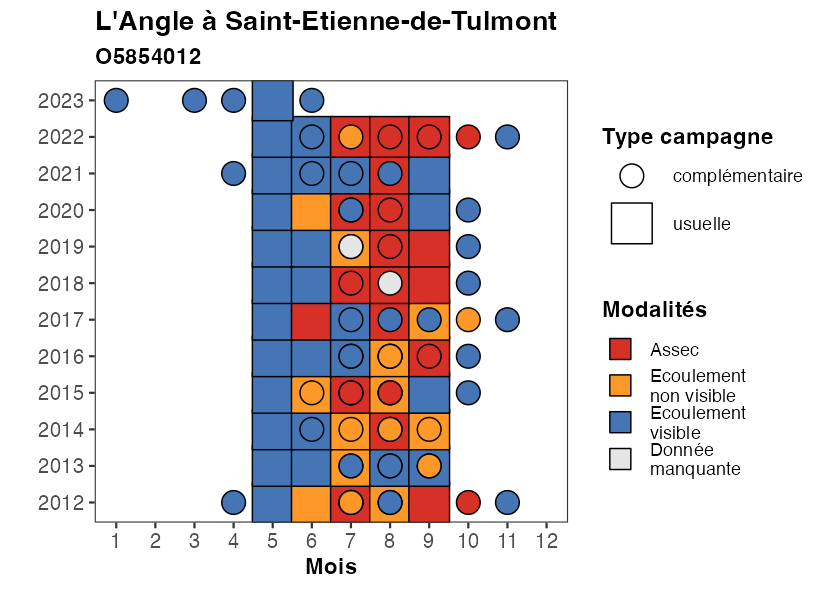 L'Angle à Saint-Etienne-de-Tulmont
O5854012
2023
2022
2021
2020
2019
2018
2017
2016
2015
2014
2013
2012
1 2 3 4 5 6 7 8 9 10 11 12
Mois
Type campagne
complémentaire
usuelle
Modalités
Assec
Ecoulement
non visible
Ecoulement
visible
Donnée
manquante